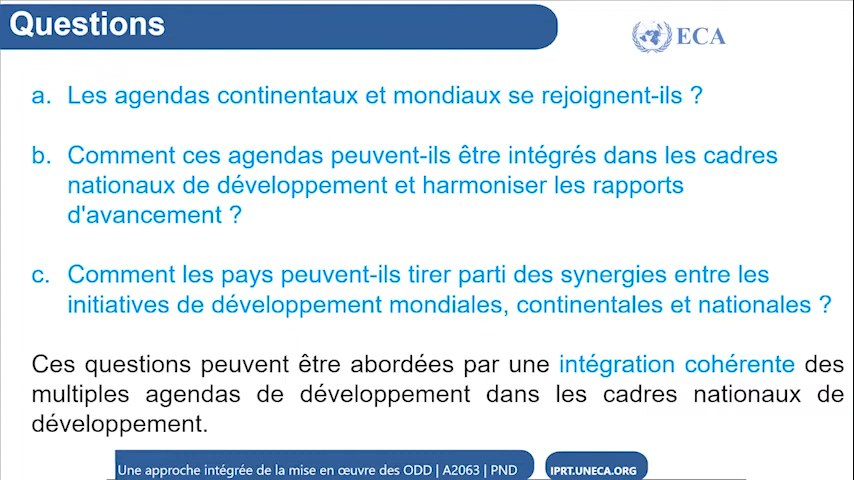 Questions
ECA
a. Les agendas continentaux et mondiaux se rejoignent-ils ?
b. Comment ces agendas peuvent-ils être intégrés dans les cadres
nationaux de développement et harmoniser les rapports
d'avancement ?
c. Comment les pays peuvent-ils tirer parti des synergies entre les
initiatives de développement mondiales, continentales et nationales ?
Ces questions peuvent être abordées par une intégration cohérente des
multiples agendas de développement dans les cadres nationaux de
développement.
Une approche intégrée de la mise en œuvre des ODD | A2063 | PND
IPRT.UNECA.ORG